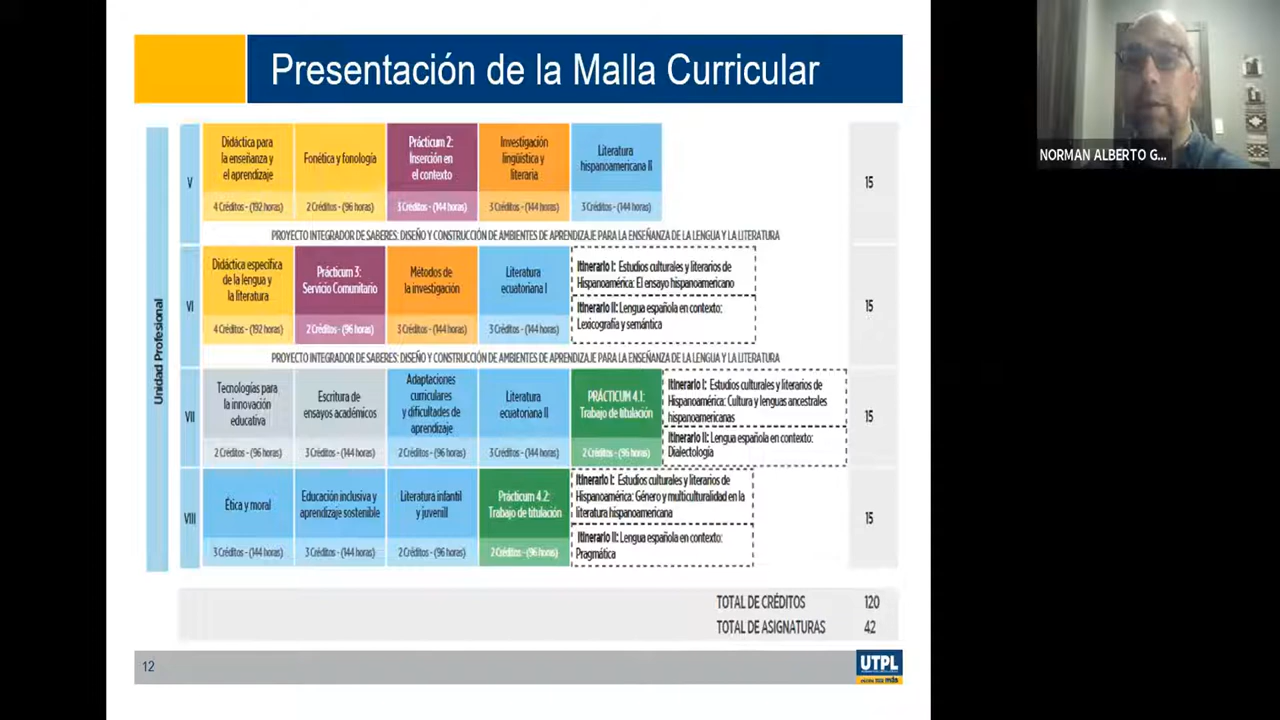 Presentación de la Malla Curricular
NORMAN ALBERTO G...
Unidad Profesional
V
Didáctica para
la enseñanza y
el aprendizaje
4 Créditos - (192 horas)
Fonética y fonología
2 Créditos - (96 horas)
Prácticum 2:
Inserción en
el contexto
3 Créditos - (144 horas)
Investigación
lingüística y
literaria
3 Créditos - (144 horas)
Literatura
hispanoamericana II
3 Créditos - (144 horas)
15
PROYECTO INTEGRADOR DE SABERES: DISEÑO Y CONSTRUCCIÓN DE AMBIENTES DE APRENDIZAJE PARA LA ENSEÑANZA DE LA LENGUA Y LA LITERATURA
VI
Didáctica específica
de la lengua y
la literatura
4 Créditos - (192 horas)
Prácticum 3:
Servicio Comunitario
2 Créditos - (96 horas)
Métodos de
la investigación
3 Créditos - (144 horas)
Literatura
ecuatoriana I
3 Créditos - (144 horas)
Itinerario I: Estudios culturales y literarios de
Hispanoamérica: El ensayo hispanoamericano
Itinerario II: Lengua española en contexto:
Lexicografía y semántica
15
PROYECTO INTEGRADOR DE SABERES: DISEÑO Y CONSTRUCCIÓN DE AMBIENTES DE APRENDIZAJE PARA LA ENSEÑANZA DE LA LENGUA Y LA LITERATURA
VII
Tecnologías para
la innovación
educativa
2 Créditos - (96 horas)
Escritura de
ensayos académicos
3 Créditos - (144 horas)
Adaptaciones
curriculares
y dificultades de
aprendizaje
2 Créditos - (96 horas)
Literatura
ecuatoriana II
3 Créditos - (144 horas)
PRÁCTICUM 4.1:
Trabajo de titulación
2 Créditos - (96 horas)
Itinerario I: Estudios culturales y literarios de
Hispanoamérica: Cultura y lenguas ancestrales
hispanoamericanas
Itinerario II: Lengua española en contexto:
Dialectología
15
VIII
Ética y moral
3 Créditos - (144 horas)
Educación inclusiva y
aprendizaje sostenible
3 Créditos - (144 horas)
Literatura infantil
y juvenill
2 Créditos - (96 horas)
Prácticum 4.2:
Trabajo de titulación
2 Créditos - (96 horas)
Itinerario I: Estudios culturales y literarios de
Hispanoamérica: Género y multiculturalidad en la
literatura hispanoamericana
Itinerario II: Lengua española en contexto:
Pragmática
15
TOTAL DE CRÉDITOS 120
TOTAL DE ASIGNATURAS 42
12
UTPL